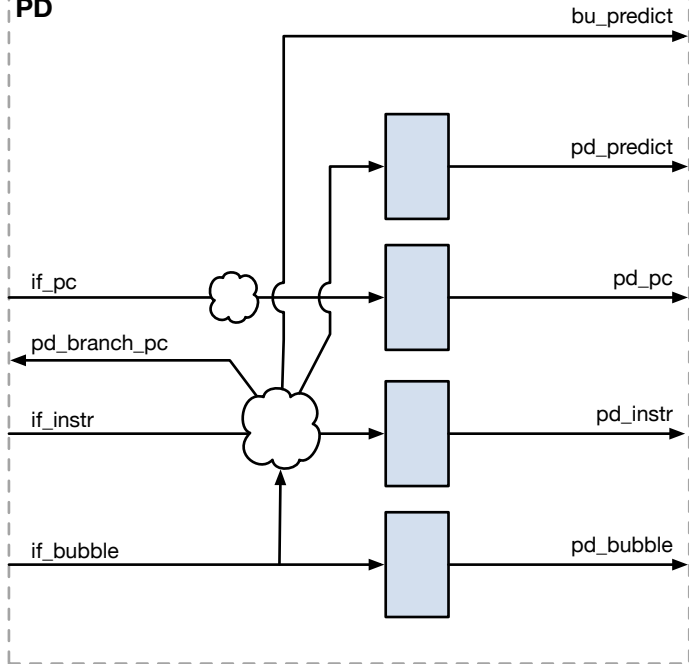 PD
bu_predict
pd_predict
if_pc
pd_pc
pd_branch_pc
if_instr
pd_instr
if_bubble
pd_bubble